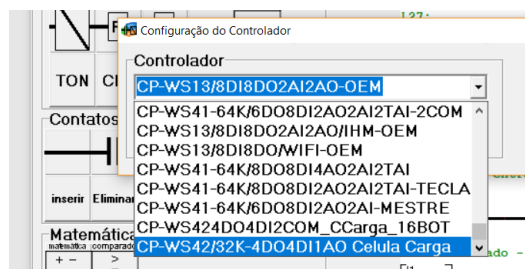 127:
Configuração do Controlador
Controlador
CP-WS13/8DI8DO2AI2AO-OEM
CP-WS41-64K/6DO8DI2AO2AI2TAI-2COM
CP-WS13/8DI8DO2AI2AO/IHM-OEM
CP-WS13/8DI8DO/WIFI-OEM
CP-WS41-64K/8DO8DI4AO2AI2TAI
CP-WS41-64K/8DO8DI2AO2AI2TAI-TECLA
CP-WS41-64K/6DO8DI2AO2AI-MESTRE
CP-WS424DO4DI2COM_CCarga_16BOT
CP-WS42/32K-4DO4DI1AO Celula Carga
TON
Contatos
inserir Eliminar
Matemática
matemática comparado
+ - >